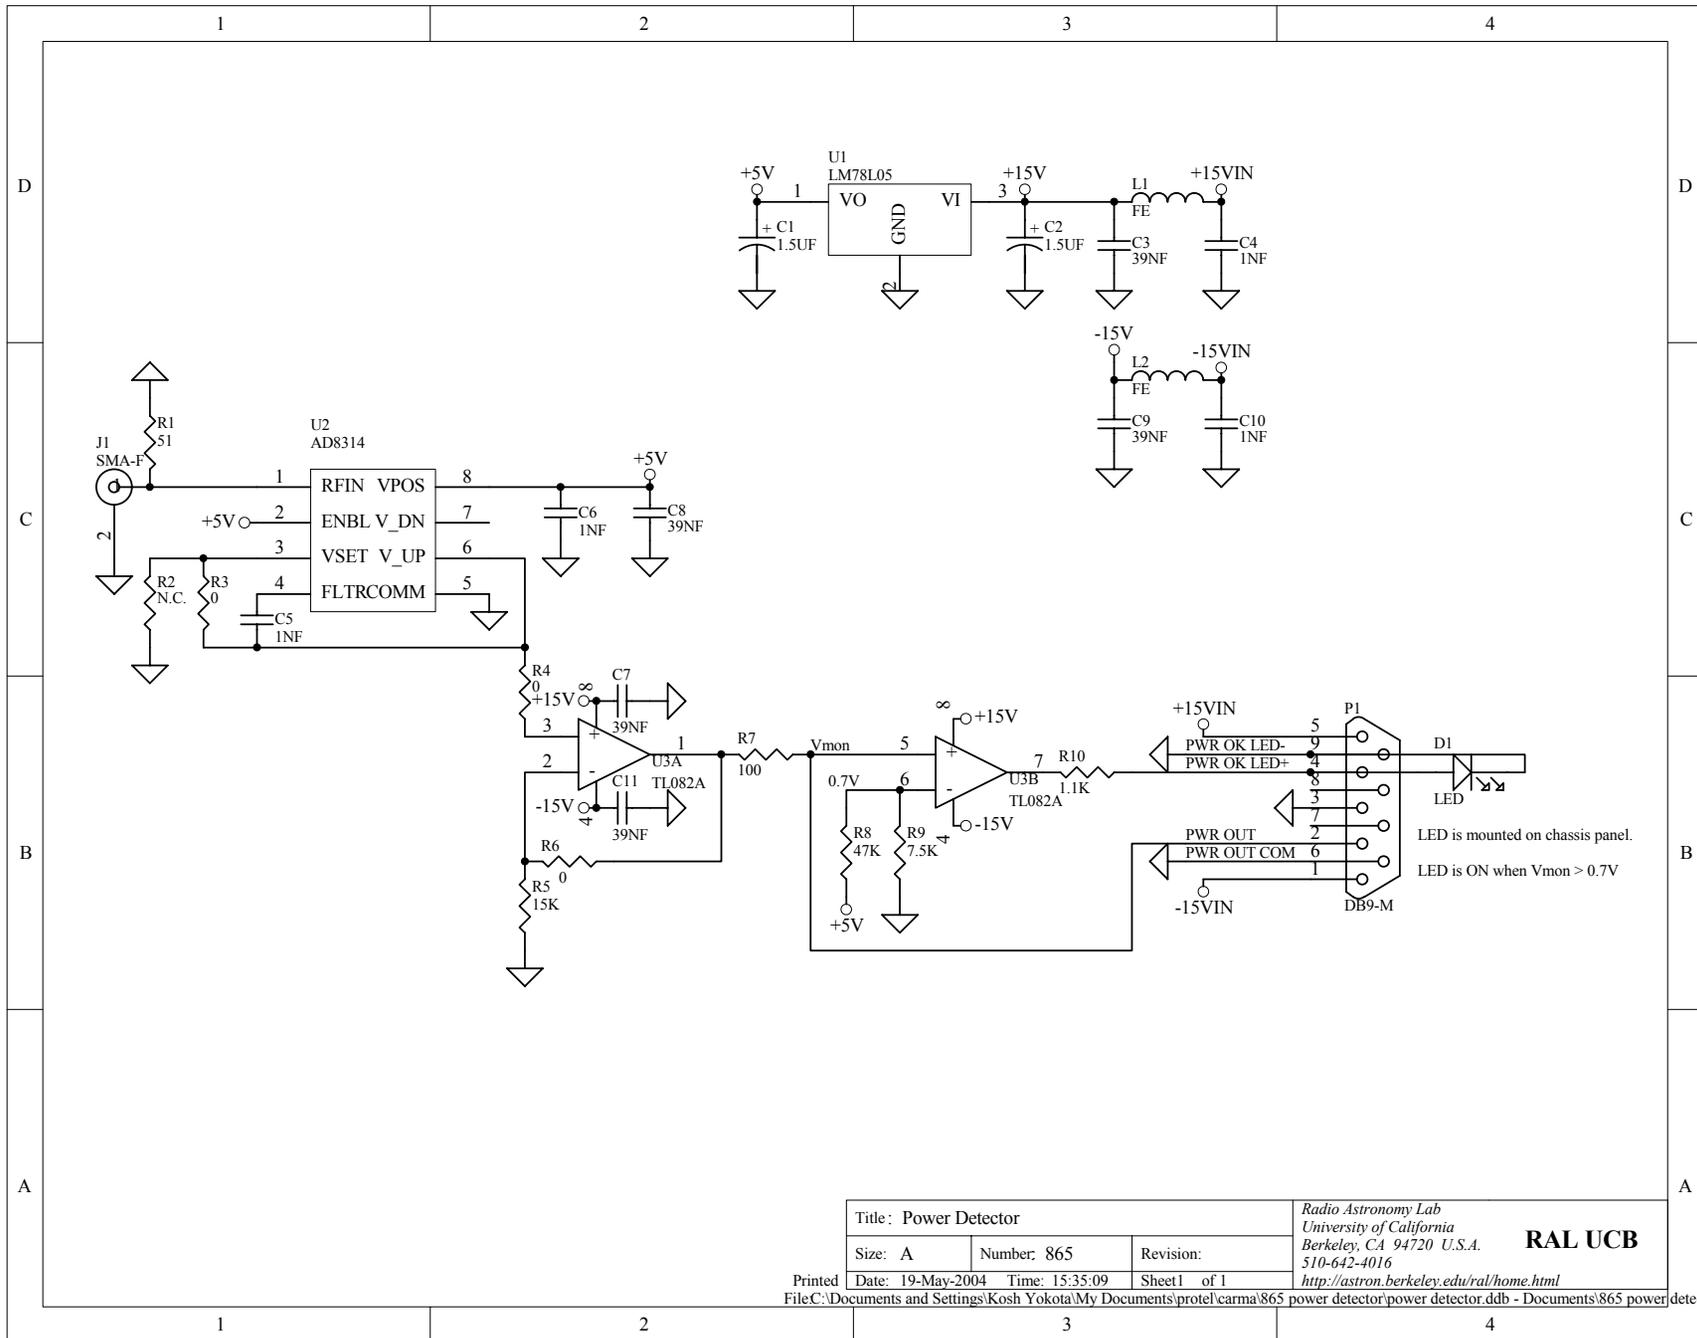 1 2 3 4
D D
U1
LM78L05
+5V
1
VO VI
GND
2
3
+15V
L1
FE
+15VIN
+ C1
1.5UF
+ C2
1.5UF
C3
39NF
C4
1NF
-15V
L2
FE
-15VIN
C9
39NF
C10
1NF
C C
R1
51
J1
SMA-F
1
2
U2
AD8314
1 RFIN VPOS 8
+5V 2 ENBL V_DN 7
3 VSET V_UP 6
4 FLTR COMM 5
+5V
C6
1NF
C8
39NF
R2
N.C.
R3
0
C5
1NF
R4
0
+15V
8
C7
39NF
3
+
2
-
1
U3A
TL082A
-15V
4
C11
39NF
R6
0
R5
15K
R7
100
Vmon
5
+
6
-
7
8
+15V
U3B
TL082A
4
-15V
0.7V
R8
47K
R9
7.5K
+5V
R10
1.1K
+15VIN
P1
5
PWR OK LED- 9
PWR OK LED+ 4
8
3
7
PWR OUT 2
PWR OUT COM 6
1
-15VIN
DB9-M
D1
LED
LED is mounted on chassis panel.
LED is ON when Vmon > 0.7V
B B
A A
Title: Power Detector
Size: A Number: 865 Revision:
Printed Date: 19-May-2004 Time: 15:35:09 Sheet1 of 1
Radio Astronomy Lab
University of California
Berkeley, CA 94720 U.S.A.
510-642-4016
http://astron.berkeley.edu/ral/home.html
RAL UCB
File:C:\Documents and Settings\Kosh Yokota\My Documents\protel\carma\865 power detector\power detector.ddb - Documents\865 power dete
1 2 3 4